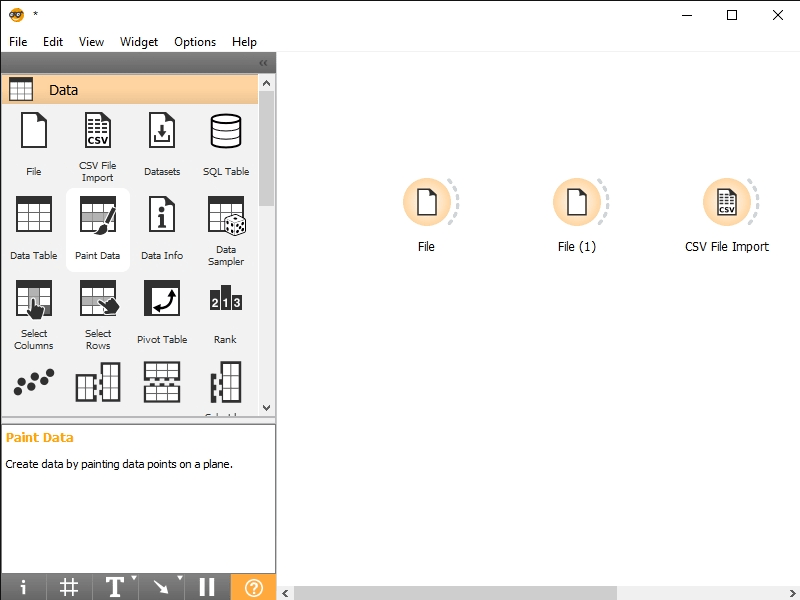 *
File Edit View Widget Options Help
Data
File
CSV File
Import
Datasets
SQL Table
Data Table
Paint Data
Data Info
Data
Sampler
Select
Columns
Select
Rows
Pivot Table
Rank
Paint Data
Create data by painting data points on a plane.
File
File (1)
CSV File Import